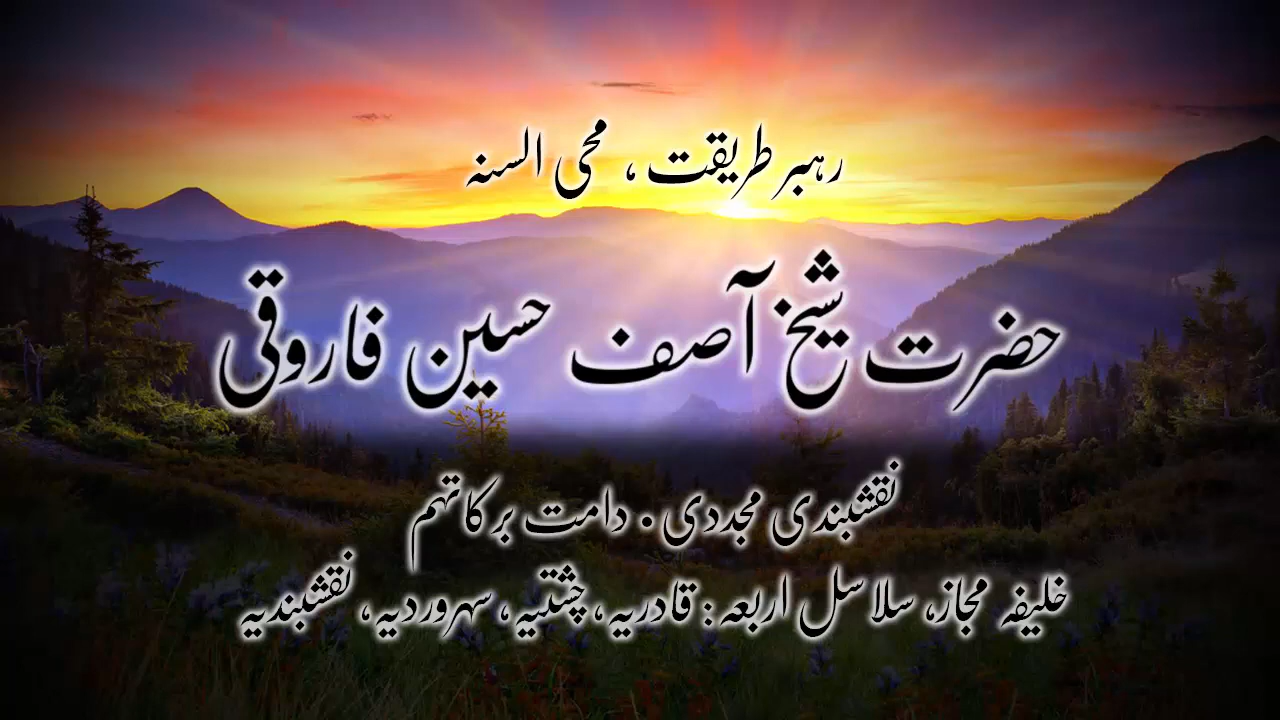 رہبر طریقت، محی السنہ
حضرت شیخ آصف حسین فاروقی
نقشبندی مجددی۔ دامت برکاتہم
خلیفہ مجاز، سلاسل اربعہ: قادریہ، چشتیہ، سہروردیہ، نقشبندیہ